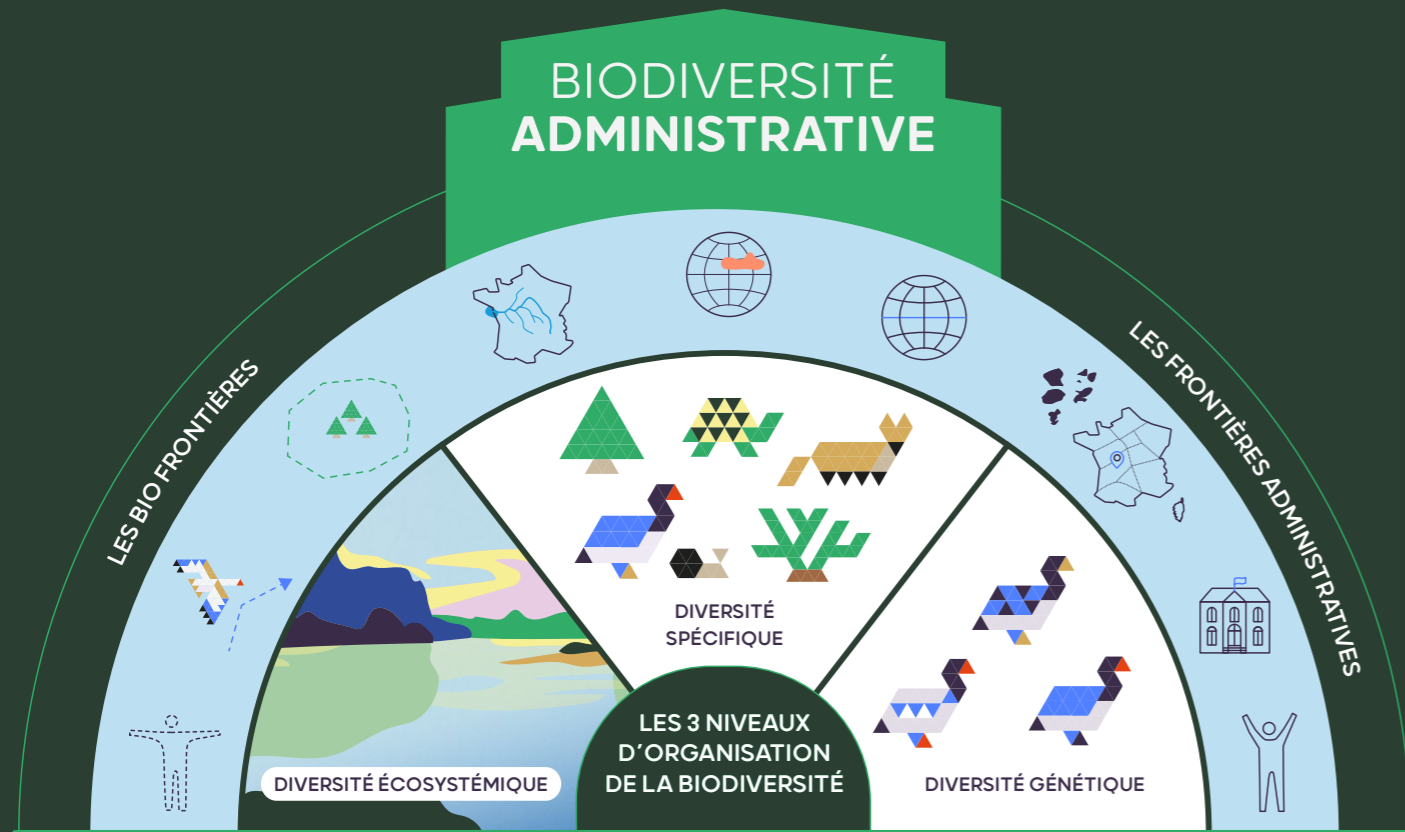 BIODIVERSITÉ
ADMINISTRATIVE
LES BIO FRONTIÈRES
LES FRONTIÈRES ADMINISTRATIVES
DIVERSITÉ
SPÉCIFIQUE
LES 3 NIVEAUX
D'ORGANISATION
DE LA BIODIVERSITÉ
DIVERSITÉ ÉCOSYSTÉMIQUE
DIVERSITÉ GÉNÉTIQUE